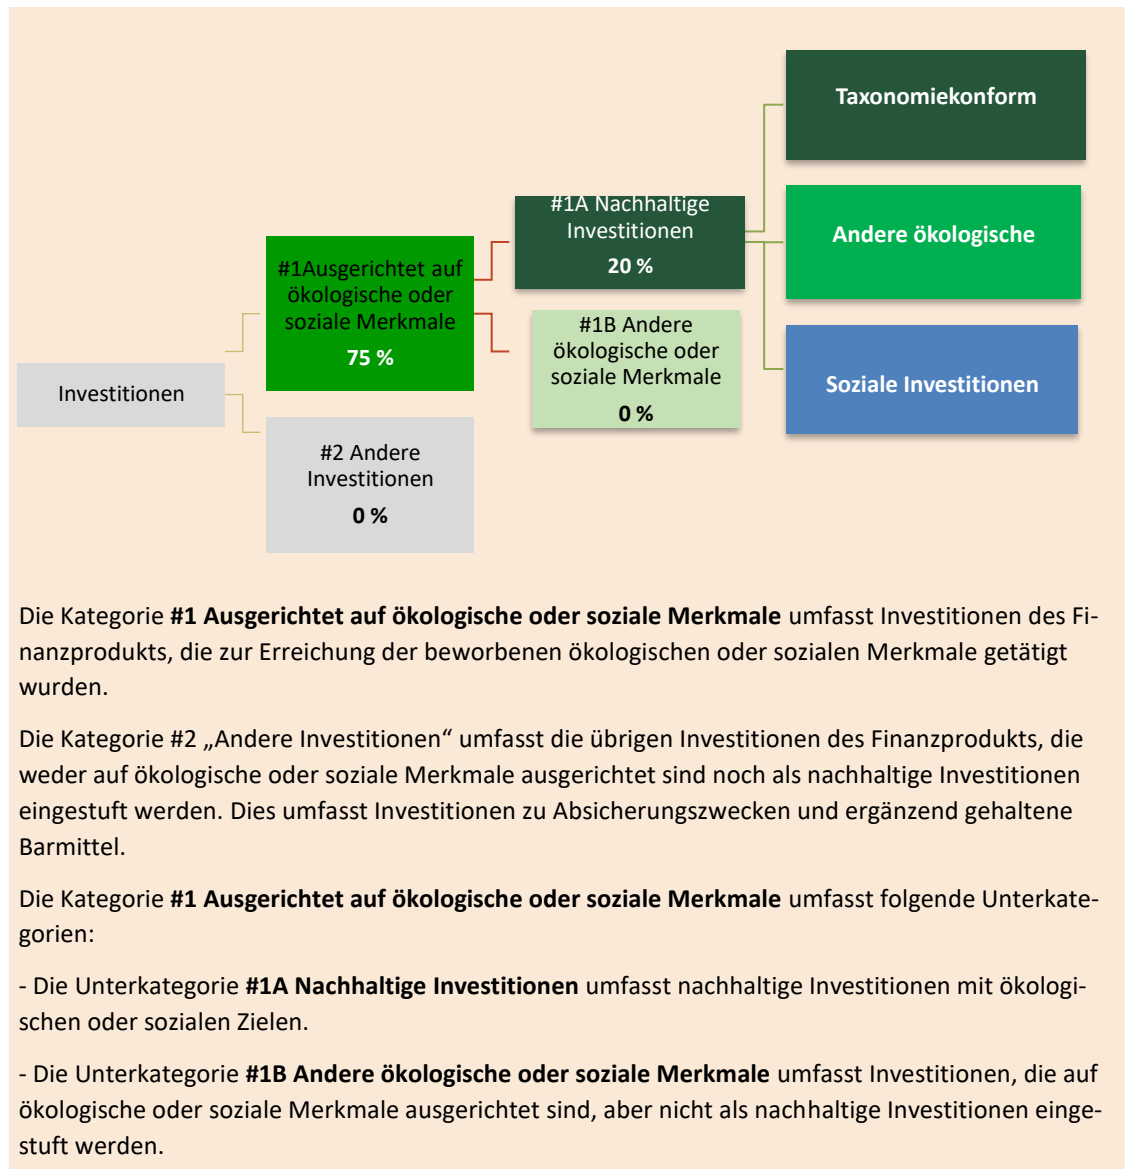 Taxonomiekonform
#1A Nachhaltige
Investitionen
20 %
Andere ökologische
#1Ausgerichtet auf
ökologische oder
soziale Merkmale
75 %
#1B Andere
ökologische oder
soziale Merkmale
0 %
Soziale Investitionen
Investitionen
#2 Andere
Investitionen
0 %
Die Kategorie #1 Ausgerichtet auf ökologische oder soziale Merkmale umfasst Investitionen des Fi-
nanzprodukts, die zur Erreichung der beworbenen ökologischen oder sozialen Merkmale getätigt
wurden.
Die Kategorie #2 „Andere Investitionen“ umfasst die übrigen Investitionen des Finanzprodukts, die
weder auf ökologische oder soziale Merkmale ausgerichtet sind noch als nachhaltige Investitionen
eingestuft werden. Dies umfasst Investitionen zu Absicherungszwecken und ergänzend gehaltene
Barmittel.
Die Kategorie #1 Ausgerichtet auf ökologische oder soziale Merkmale umfasst folgende Unterkate-
gorien:
- Die Unterkategorie #1A Nachhaltige Investitionen umfasst nachhaltige Investitionen mit ökologi-
schen oder sozialen Zielen.
- Die Unterkategorie #1B Andere ökologische oder soziale Merkmale umfasst Investitionen, die auf
ökologische oder soziale Merkmale ausgerichtet sind, aber nicht als nachhaltige Investitionen einge-
stuft werden.